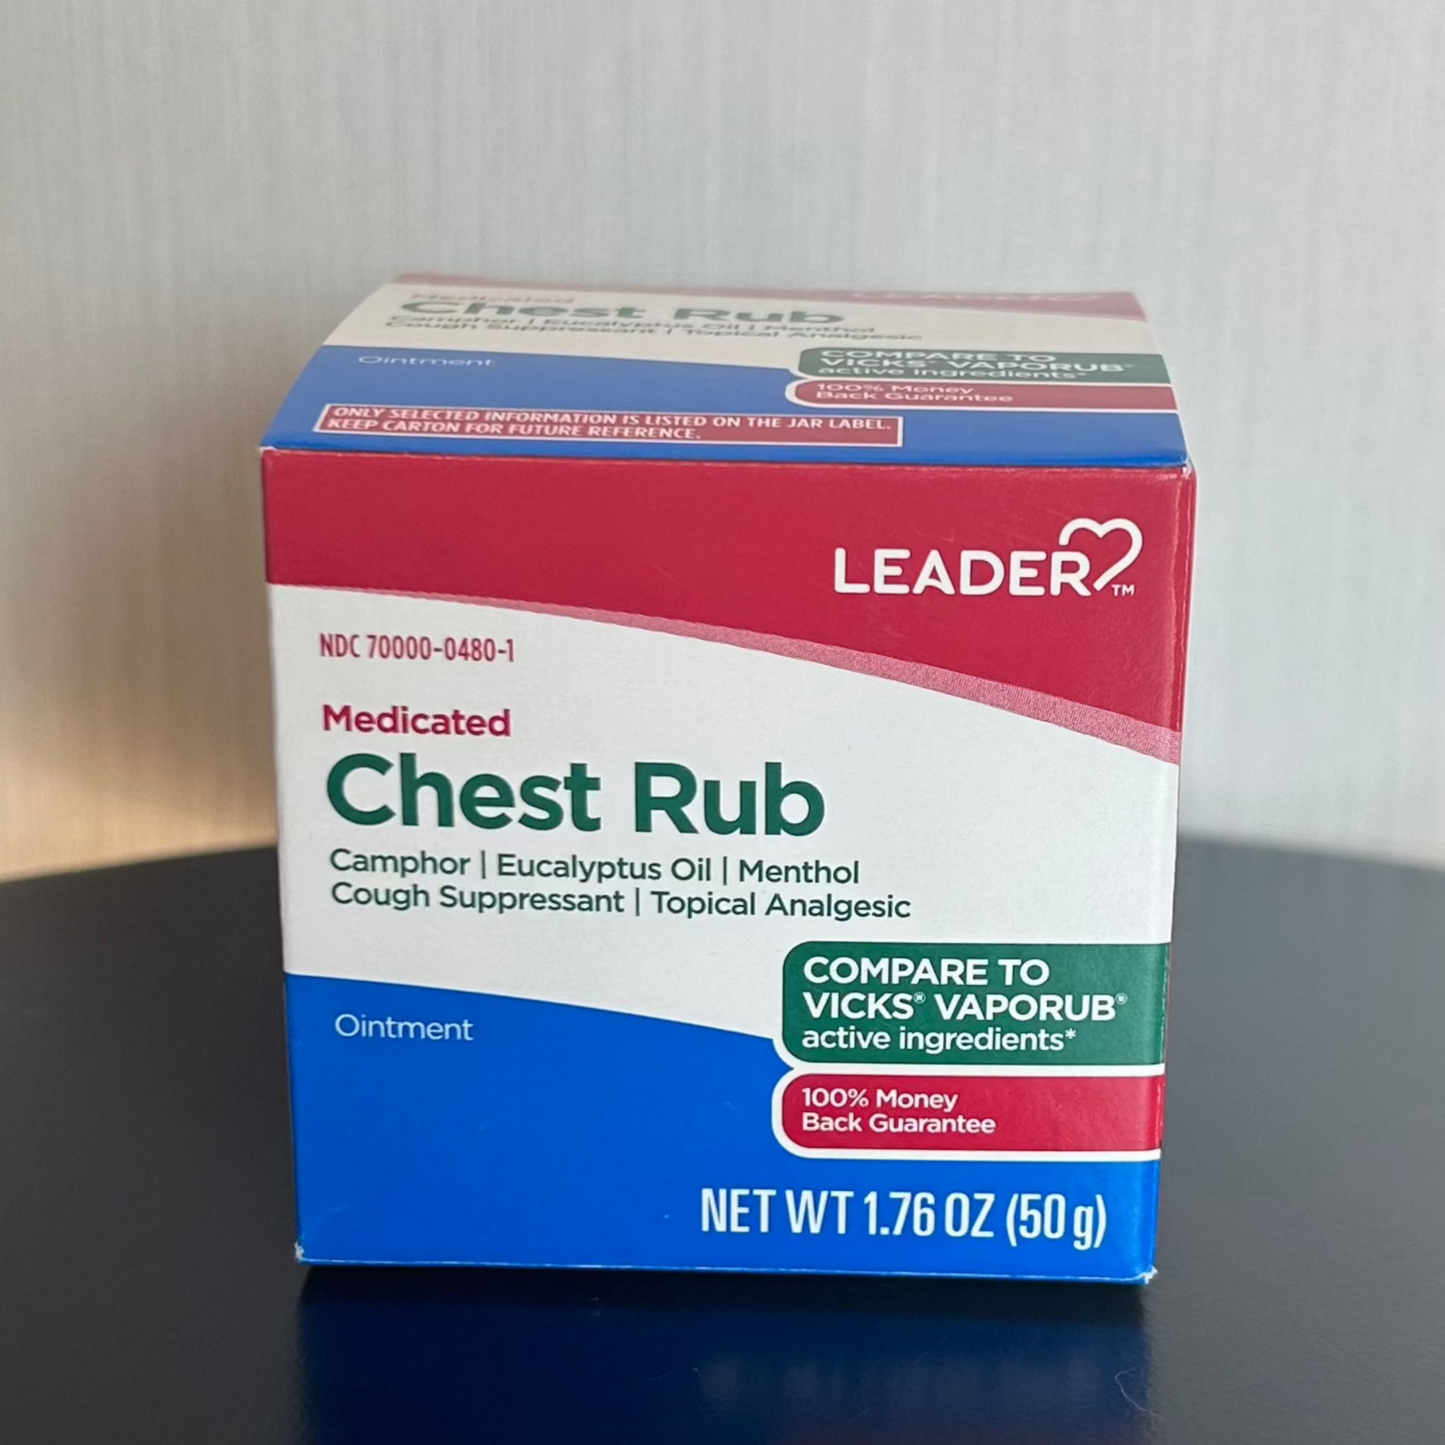 Medicated
LEADER
Chest Rub
Camphor | Eucalyptus Oil | Menthol
Cough Suppressant | Topical Analgesic
Ointment
COMPARE TO
VICKS® VAPORUB®
active ingredients*
100% Money
Back Guarantee
ONLY SELECTED INFORMATION IS LISTED ON THE JAR LABEL.
KEEP CARTON FOR FUTURE REFERENCE.
LEADER™
NDC 70000-0480-1
Medicated
Chest Rub
Camphor | Eucalyptus Oil | Menthol
Cough Suppressant | Topical Analgesic
Ointment
COMPARE TO
VICKS® VAPORUB®
active ingredients*
100% Money
Back Guarantee
NET WT 1.76 OZ (50 g)